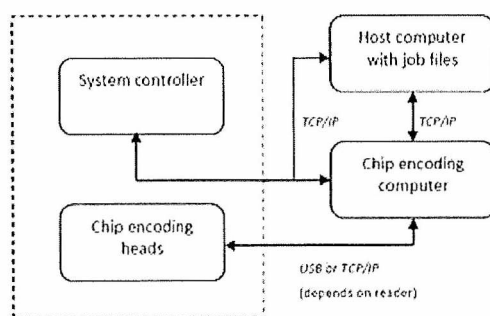 System controller
Host computer
with job files
TCP/IP
TCP/IP
Chip encoding
computer
Chip encoding
heads
USB or TCP/IP
(depends on reader)